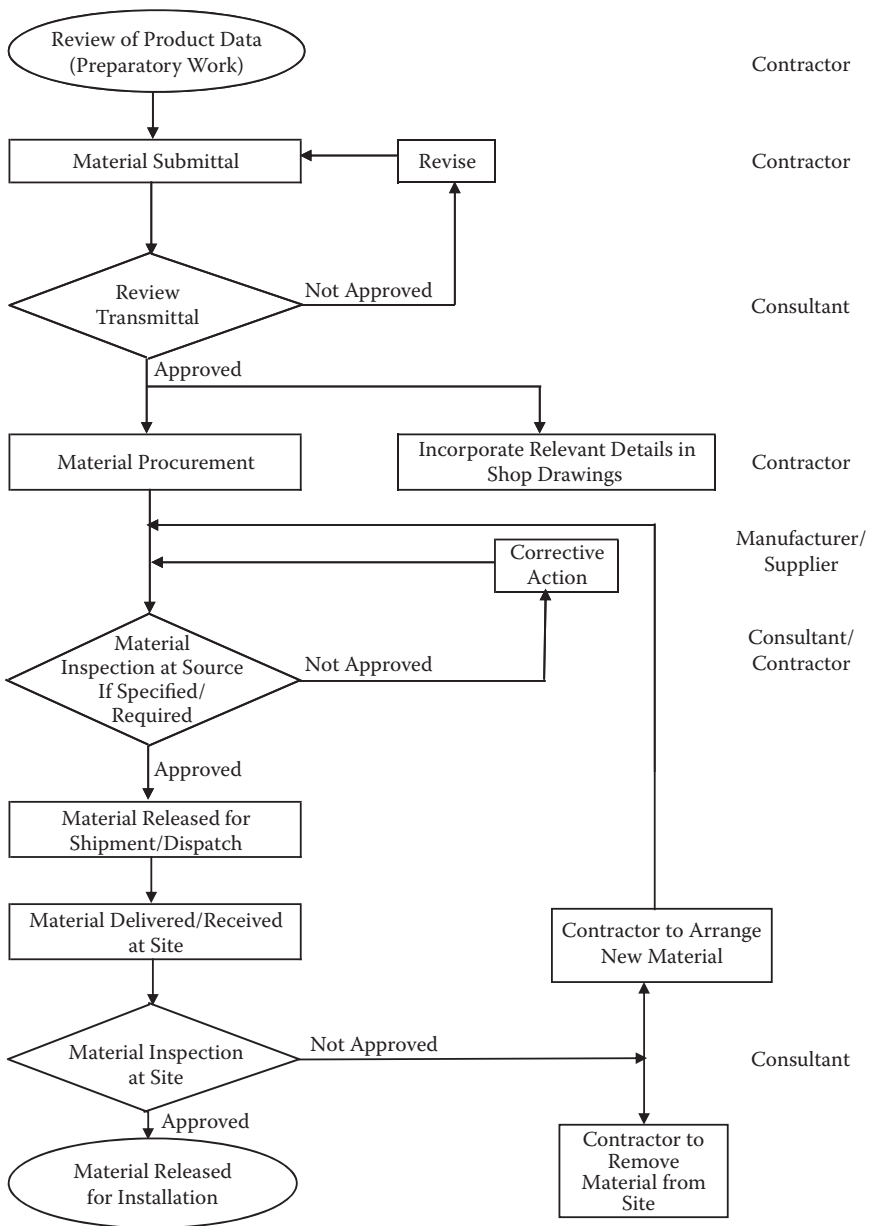 Review of Product Data
(Preparatory Work)
Contractor
Material Submittal
Revise
Contractor
Review
Transmittal
Not Approved
Consultant
Approved
Material Procurement
Incorporate Relevant Details in
Shop Drawings
Contractor
Manufacturer/
Supplier
Corrective
Action
Material
Inspection at Source
If Specified/
Required
Not Approved
Consultant/
Contractor
Approved
Material Released for
Shipment/Dispatch
Material Delivered/Received
at Site
Contractor to Arrange
New Material
Material Inspection
at Site
Not Approved
Consultant
Approved
Material Released
for Installation
Contractor to
Remove
Material from
Site